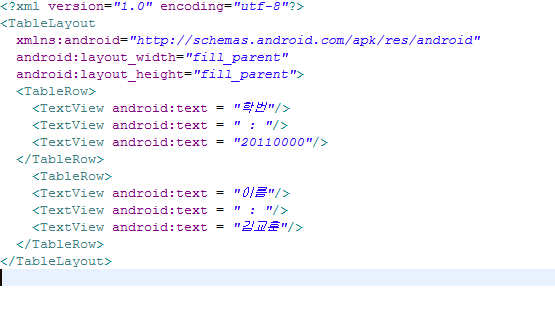 <?xml version="1.0" encoding="utf-8"?>
<TableLayout
xmlns:android="http://schemas.android.com/apk/res/android"
android:layout_width="fill_parent"
android:layout_height="fill_parent">
<TableRow>
<TextView android:text = "학번"/>
<TextView android:text = " : "/>
<TextView android:text = "20110000"/>
</TableRow>
<TableRow>
<TextView android:text = "이름"/>
<TextView android:text = " : "/>
<TextView android:text = "김교훈"/>
</TableRow>
</TableLayout>